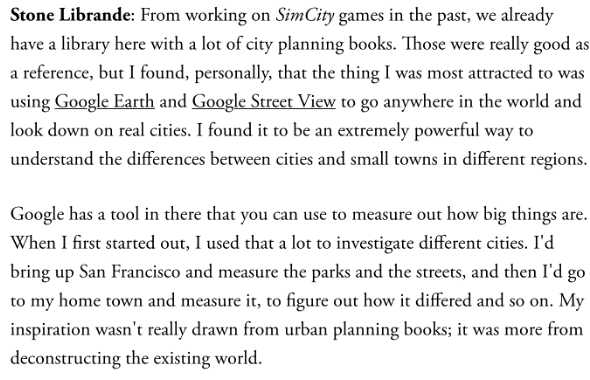 Stone Librande: From working on SimCity games in the past, we already
have a library here with a lot of city planning books. Those were really good as
a reference, but I found, personally, that the thing I was most attracted to was
using Google Earth and Google Street View to go anywhere in the world and
look down on real cities. I found it to be an extremely powerful way to
understand the differences between cities and small towns in different regions.
Google has a tool in there that you can use to measure out how big things are.
When I first started out, I used that a lot to investigate different cities. I'd
bring up San Francisco and measure the parks and the streets, and then I'd go
to my home town and measure it, to figure out how it differed and so on. My
inspiration wasn't really drawn from urban planning books; it was more from
deconstructing the existing world.